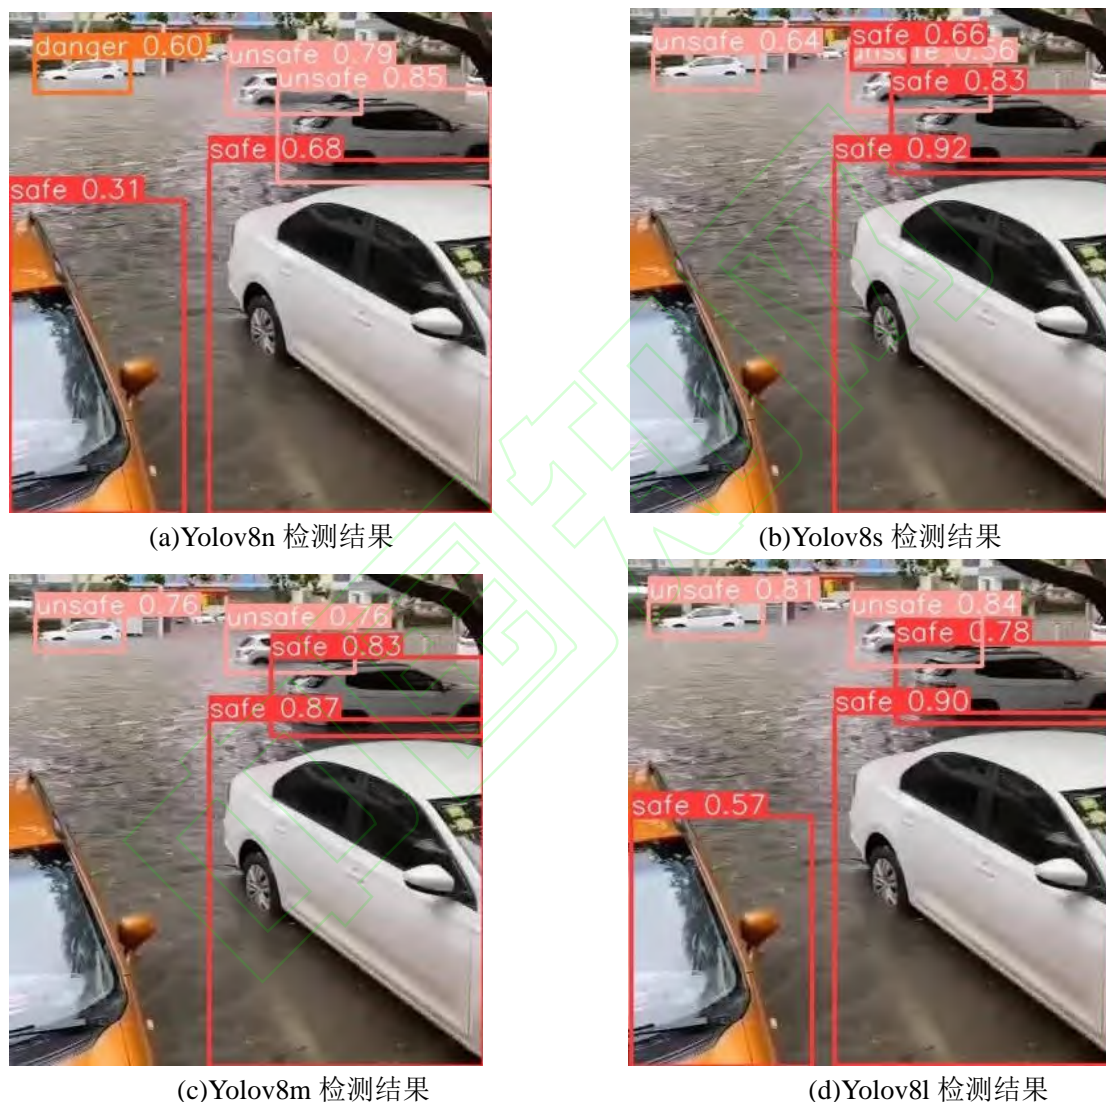 danger 0.60
unsafe 0.79
unsafe 0.85
safe 0.68
safe 0.31
(a)Yolov8n 检测结果
unsafe 0.64
safe 0.66
unsafe 0.56
safe 0.83
safe 0.92
(b)Yolov8s 检测结果
unsafe 0.76
unsafe 0.76
safe 0.83
safe 0.87
(c)Yolov8m 检测结果
unsafe 0.81
unsafe 0.84
safe 0.78
safe 0.90
safe 0.57
(d)Yolov8l 检测结果